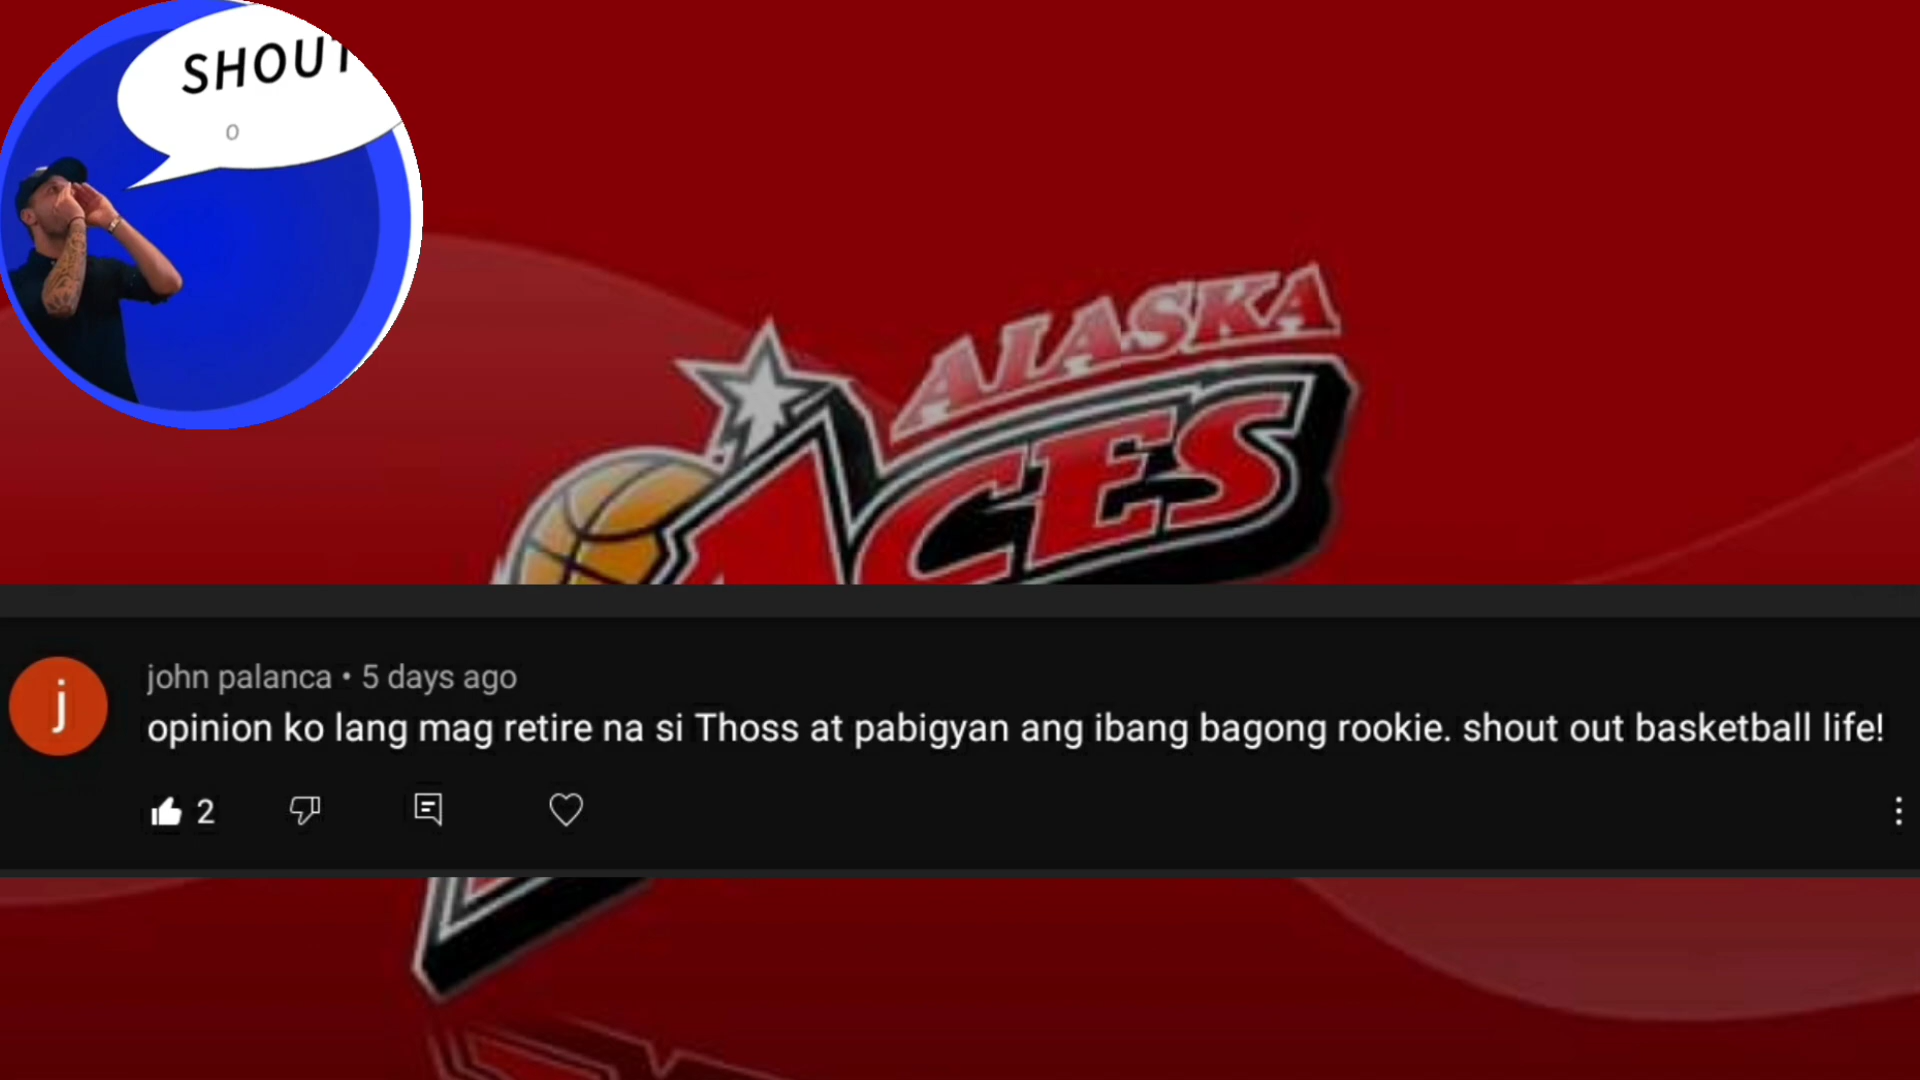 SHOUT
o
ALASKA
ACES
j
john palanca • 5 days ago
opinion ko lang mag retire na si Thoss at pabigyan ang ibang bagong rookie. shout out basketball life!
2